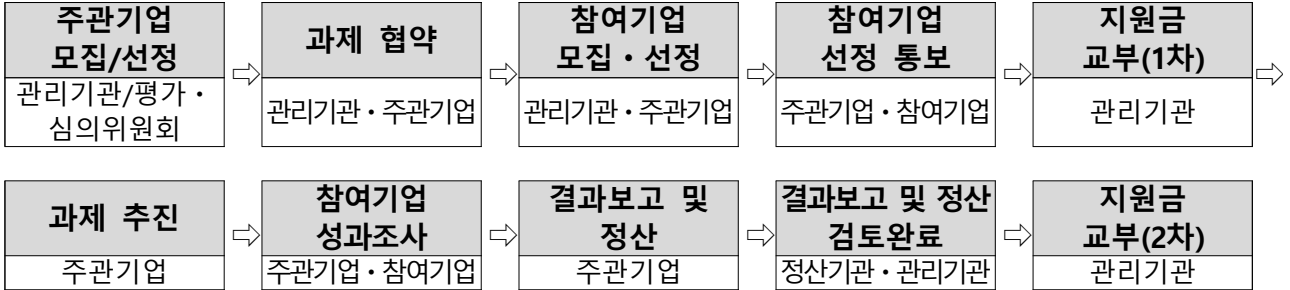 주관기업
모집/선정
관리기관/평가・
심의위원회
과제 협약
관리기관・주관기업
참여기업
모집・선정
관리기관・주관기업
참여기업
선정 통보
주관기업・참여기업
지원금
교부(1차)
관리기관
과제 추진
주관기업
참여기업
성과조사
주관기업・참여기업
결과보고 및
정산
주관기업
결과보고 및 정산
검토완료
정산기관・관리기관
지원금
교부(2차)
관리기관